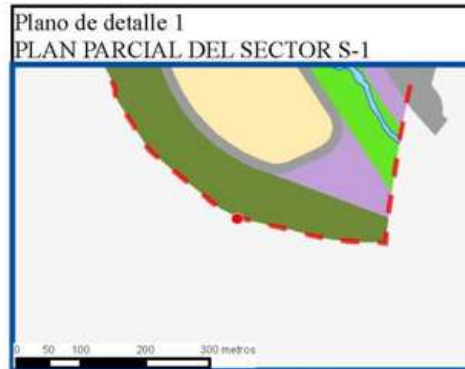 Plano de detalle 1
PLAN PARCIAL DEL SECTOR S-1
0 50 100 200 300 metros